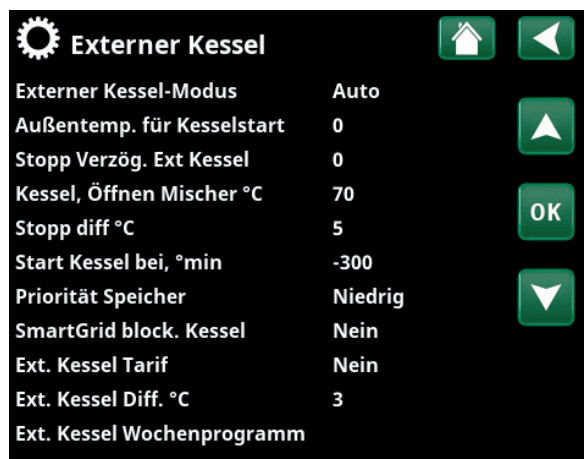 Externer Kessel
Externer Kessel-Modus Auto
Außentemp. für Kesselstart 0
Stopp Verzög. Ext Kessel 0
Kessel, Öffnen Mischer °C 70
Stopp diff °C 5
OK
Start Kessel bei, °min -300
Priorität Speicher Niedrig
SmartGrid block. Kessel Nein
Ext. Kessel Tarif Nein
Ext. Kessel Diff. °C 3
Ext. Kessel Wochenprogramm